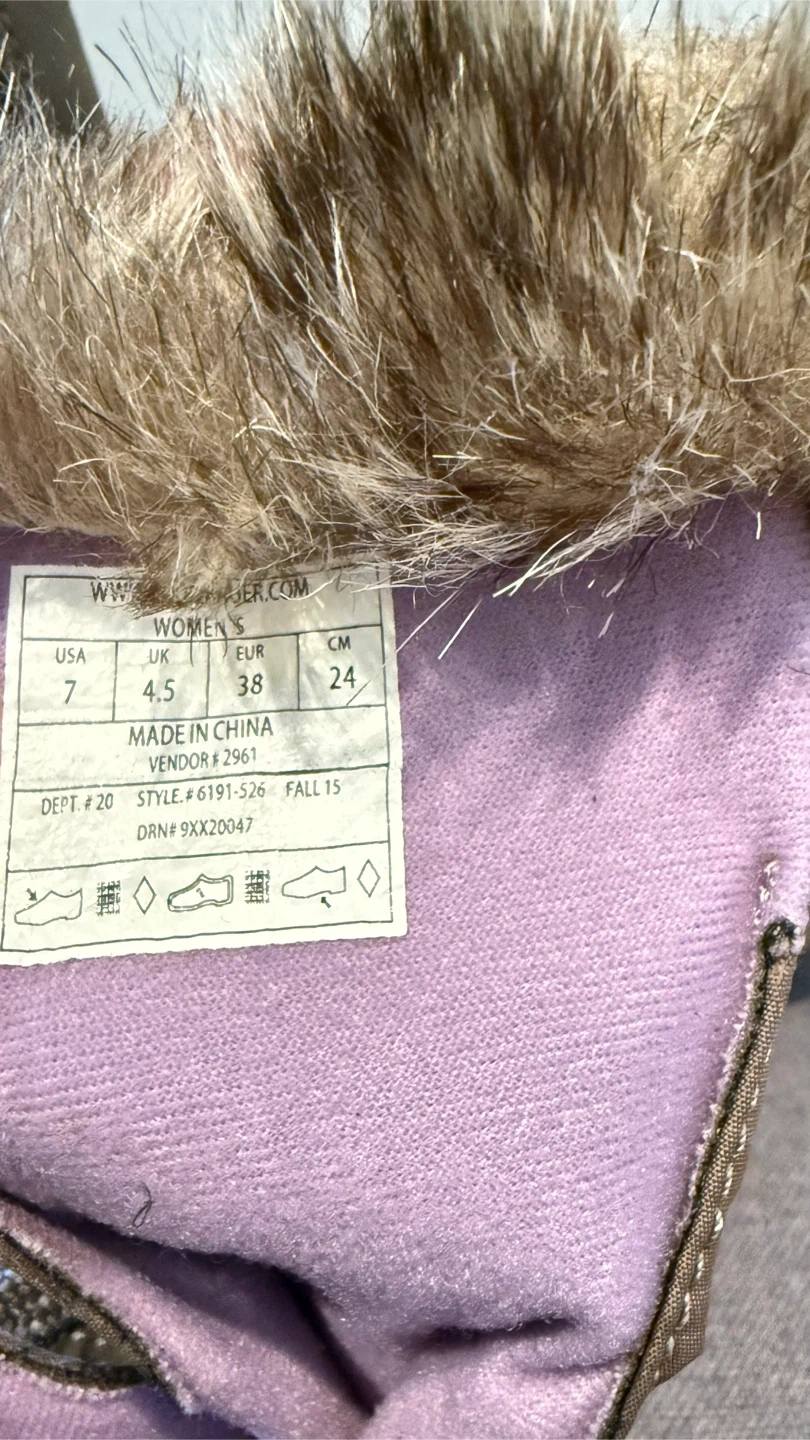 WOMEN'S
USA UK EUR CM
7 4.5 38 24
MADE IN CHINA
VENDOR # 2961
DEPT. # 20 STYLE.# 6191-526 FALL 15
DRN# 9XX20047